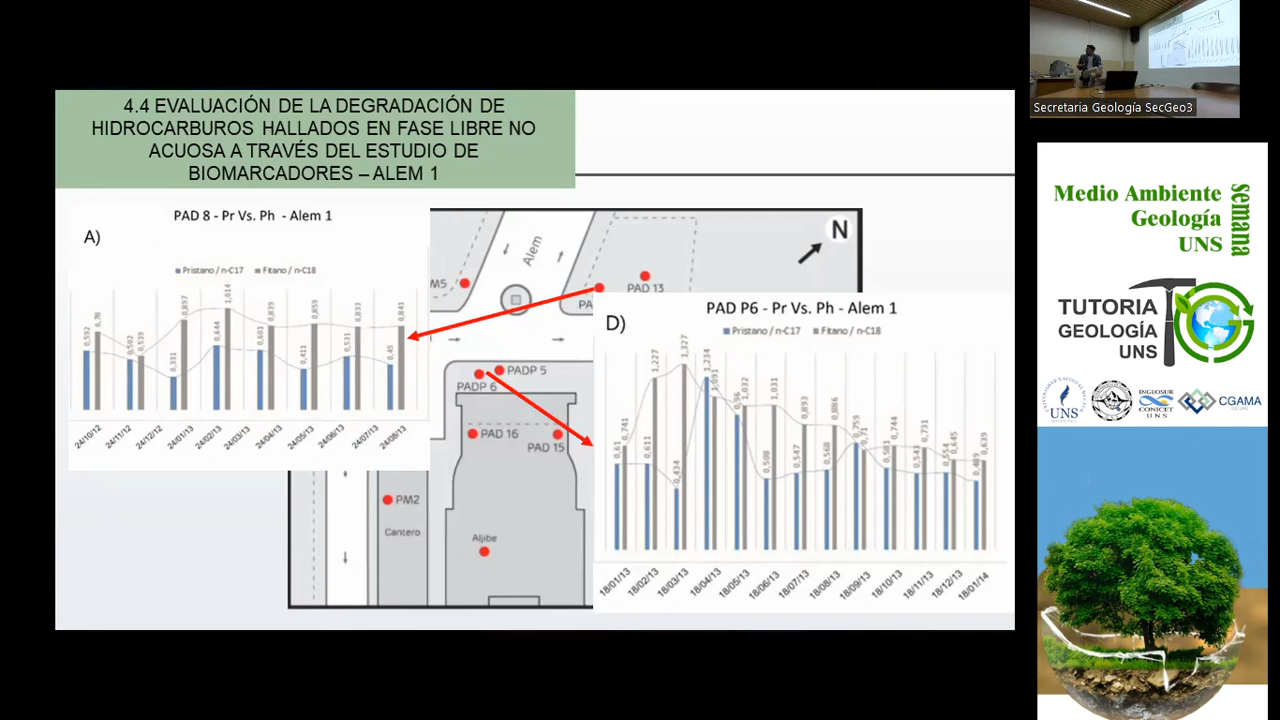 4.4 EVALUACIÓN DE LA DEGRADACIÓN DE
HIDROCARBUROS HALLADOS EN FASE LIBRE NO
ACUOSA A TRAVÉS DEL ESTUDIO DE
BIOMARCADORES – ALEM 1
PAD 8 - Pr Vs. Ph - Alem 1
A)
Pristano / n-C17
Fitano / n-C18
0,592
0,78
0,502
0,539
0,331
0,897
0,644
1,014
0,601
0,839
0,411
0,859
0,531
0,833
0,45
0,841
24/10/12
24/11/12
24/12/12
24/01/13
24/02/13
24/03/13
24/04/13
24/05/13
24/06/13
24/07/13
24/08/13
Alem
N
M5
PAD 13
PA
PADP 5
PADP 6
PAD 16
PAD 15
PM2
Cantero
Aljibe
PAD P6 - Pr Vs. Ph - Alem 1
D)
Pristano / n-C17
Fitano / n-C18
0,61
0,741
0,611
1,227
0,434
1,327
1,234
1,091
0,96
1,032
0,508
1,031
0,547
0,893
0,568
0,886
0,759
0,71
0,581
0,744
0,543
0,731
0,554
0,645
0,489
0,639
18/01/13
18/02/13
18/03/13
18/04/13
18/05/13
18/06/13
18/07/13
18/08/13
18/09/13
18/10/13
18/11/13
18/12/13
18/01/14
Secretaria Geología SecGeo3
Medio Ambiente
Geología
UNS
semana
TUTORIA
GEOLOGÍA
UNS
UNS
INGEOSUR
CONICET
U N S
CGAMA